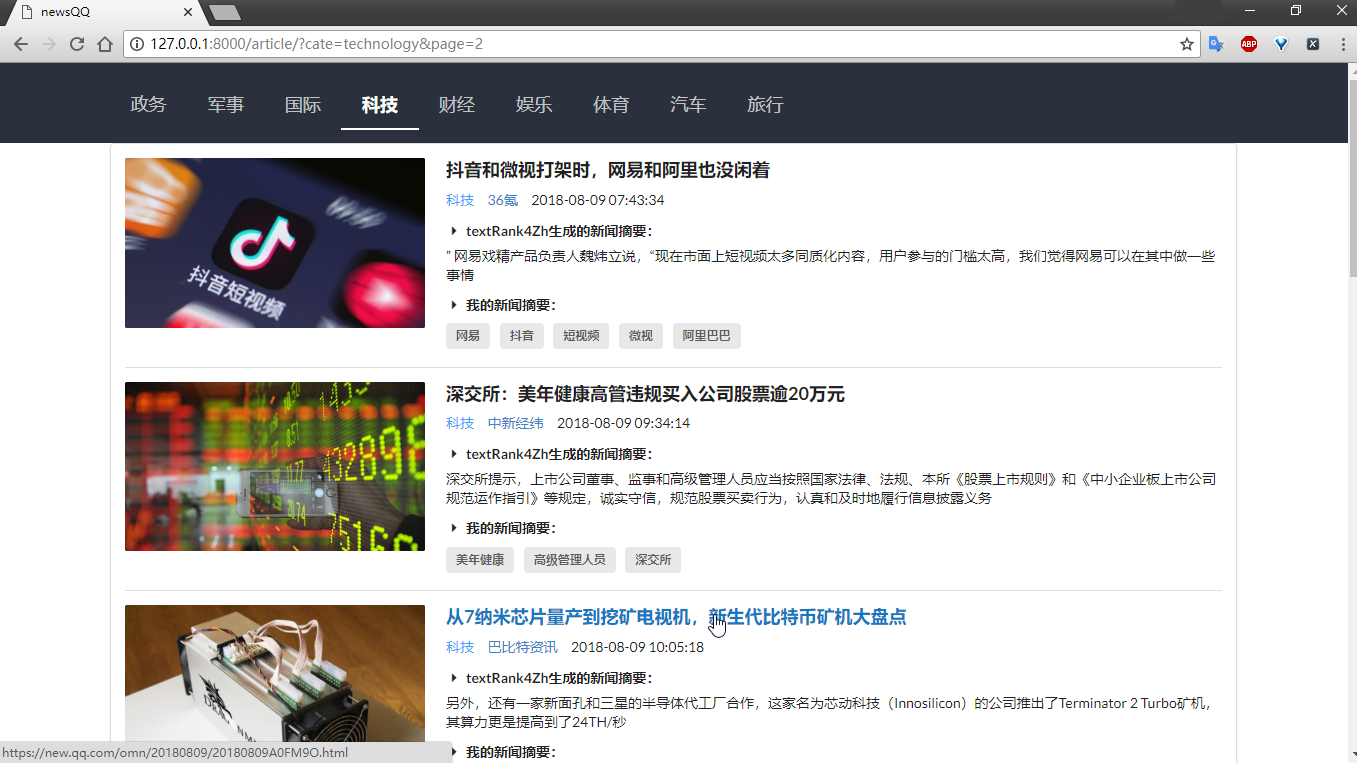 newsQQ
127.0.0.1:8000/article/?cate=technology&page=2
ABP
政务 军事 国际 科技 财经 娱乐 体育 汽车 旅行
抖音短视频
抖音和微视打架时，网易和阿里也没闲着
科技 36氪 2018-08-09 07:43:34
textRank4Zh生成的新闻摘要：
” 网易戏精产品负责人魏炜立说，“现在市面上短视频太多同质化内容，用户参与的门槛太高，我们觉得网易可以在其中做一些
事情
我的新闻摘要：
网易 抖音 短视频 微视 阿里巴巴
深交所：美年健康高管违规买入公司股票逾20万元
科技 中新经纬 2018-08-09 09:34:14
textRank4Zh生成的新闻摘要：
深交所提示，上市公司董事、监事和高级管理人员应当按照国家法律、法规、本所《股票上市规则》和《中小企业板上市公司
规范运作指引》等规定，诚实守信，规范股票买卖行为，认真和及时地履行信息披露义务
我的新闻摘要：
美年健康 高级管理人员 深交所
从7纳米芯片量产到挖矿电视机，新生代比特币矿机大盘点
科技 巴比特资讯 2018-08-09 10:05:18
textRank4Zh生成的新闻摘要：
另外，还有一家新面孔和三星的半导体代工厂合作，这家名为芯动科技（Innosilicon）的公司推出了Terminator 2 Turbo矿机，
其算力更是提高到了24TH/秒
我的新闻摘要：
https://new.qq.com/omn/20180809/20180809A0FM9O.html